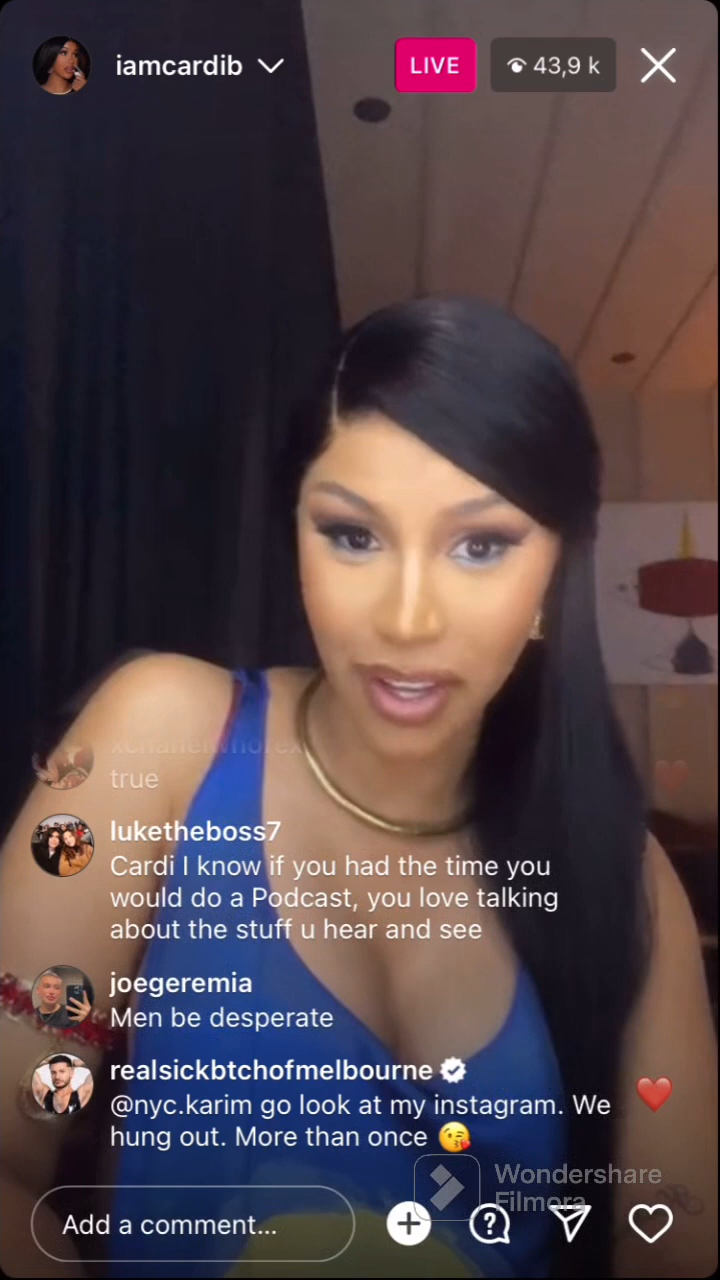 iamcardib
LIVE
43,9 k
true
luketheboss7
Cardi I know if you had the time you
would do a Podcast, you love talking
about the stuff u hear and see
joegeremia
Men be desperate
realsickbtchofmelbourne
@nyc.karim go look at my instagram. We
hung out. More than once 😘
Wondershare
Filmora
Add a comment...